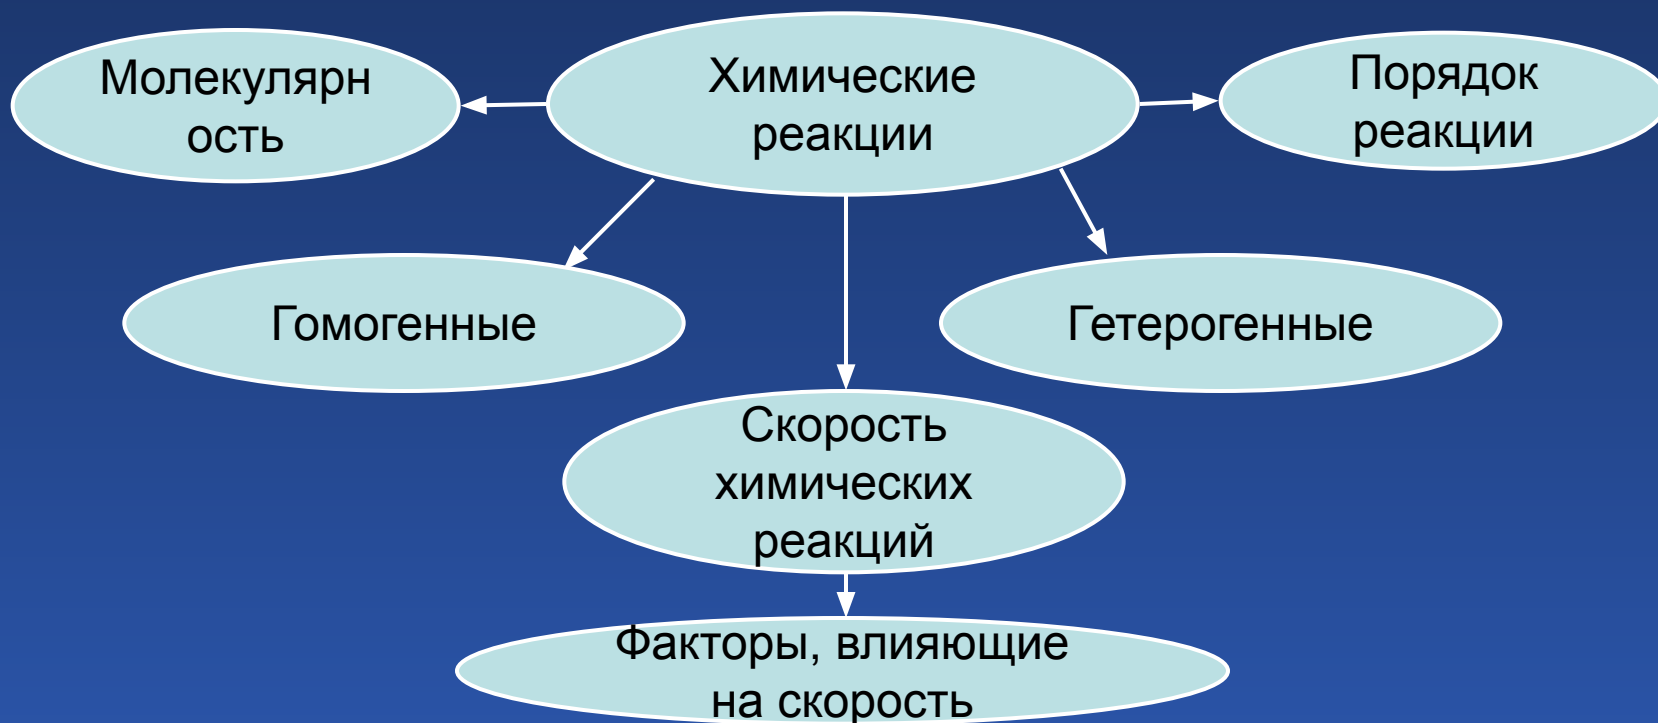 Молекулярн
ость
Химические
реакции
Порядок
реакции
Гомогенные
Гетерогенные
Скорость
химических
реакций
Факторы, влияющие
на скорость